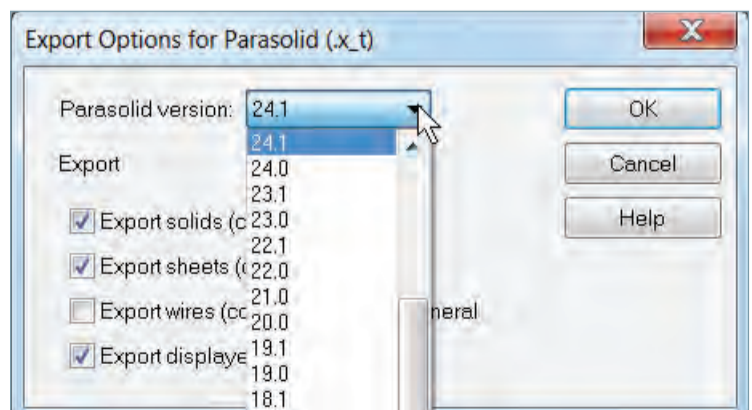 Export Options for Parasolid (.x_t)
Parasolid version: 24.1
OK
24.1
Export
24.0
Cancel
23.1
Export solids (c
23.0
Help
22.1
Export sheets (
22.0
21.0
Export wires (cc
neral
20.0
19.1
Export displaye
19.0
18.1